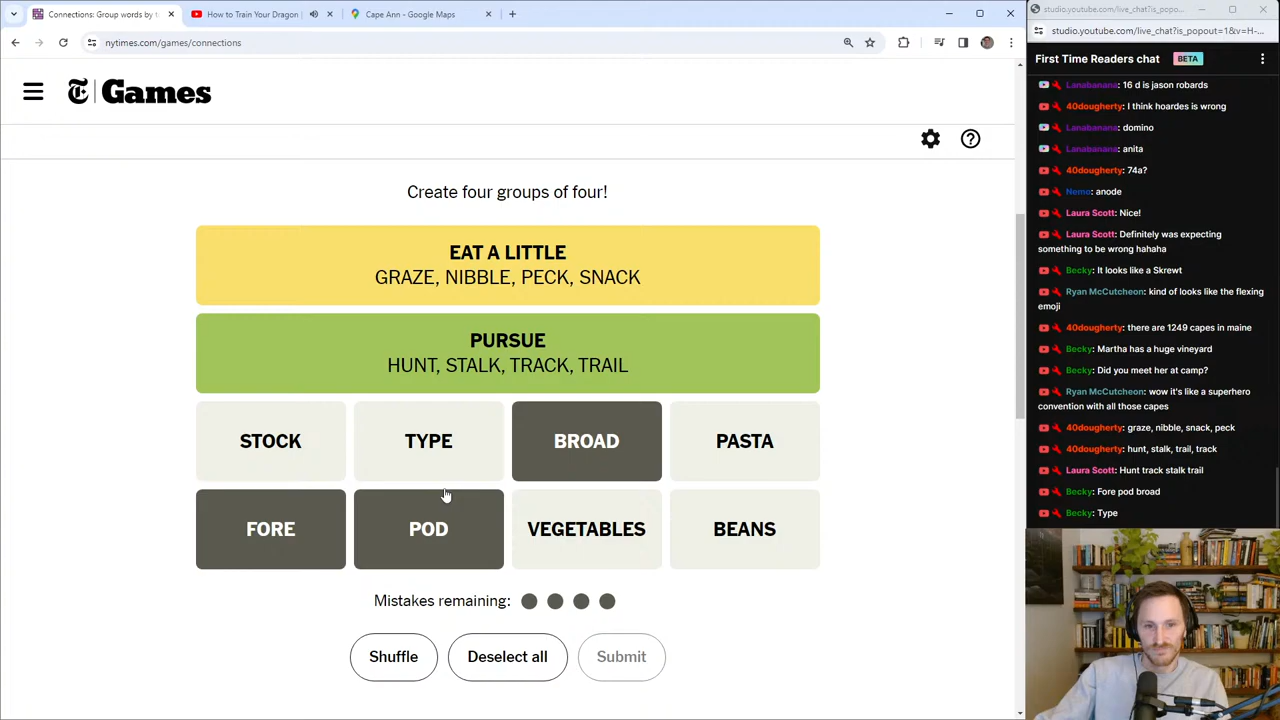 Connections: Group words by t
How to Train Your Dragon
Cape Ann - Google Maps
nytimes.com/games/connections
Games
Create four groups of four!
EAT A LITTLE
GRAZE, NIBBLE, PECK, SNACK
PURSUE
HUNT, STALK, TRACK, TRAIL
STOCK
TYPE
BROAD
PASTA
FORE
POD
VEGETABLES
BEANS
Mistakes remaining:
Shuffle
Deselect all
Submit
studio.youtube.com/live_chat?is_popo...
studio.youtube.com/live_chat?is_popout=1&v=H-...
First Time Readers chat
BETA
Lanabanana: 16 d is jason robards
40dougherty: I think hoardes is wrong
Lanabanana: domino
Lanabanana: anita
40dougherty: 74a?
Nemo: anode
Laura Scott: Nice!
Laura Scott: Definitely was expecting
something to be wrong hahaha
Becky: It looks like a Skrewt
Ryan McCutcheon: kind of looks like the flexing
emoji
40dougherty: there are 1249 capes in maine
Becky: Martha has a huge vineyard
Becky: Did you meet her at camp?
Ryan McCutcheon: wow it's like a superhero
convention with all those capes
40dougherty: graze, nibble, snack, peck
40dougherty: hunt, stalk, trail, track
Laura Scott: Hunt track stalk trail
Becky: Fore pod broad
Becky: Type